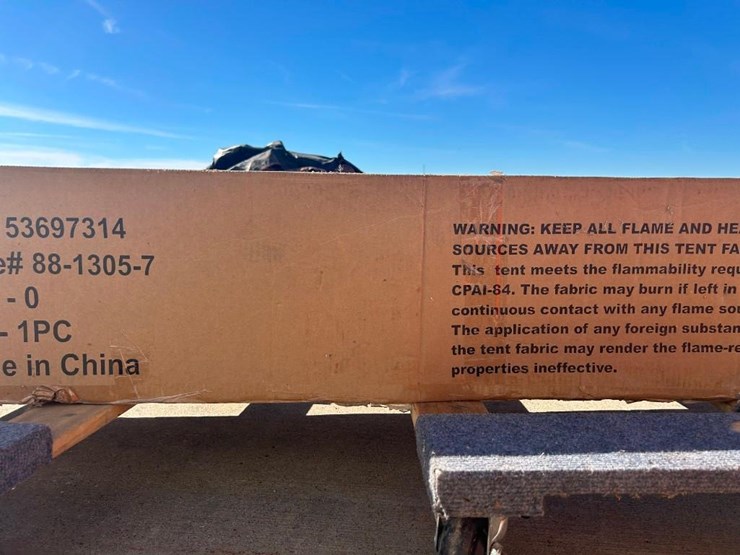 53697314
e# 88-1305-7
- 0
- 1PC
e in China
WARNING: KEEP ALL FLAME AND HEA
SOURCES AWAY FROM THIS TENT FA
This tent meets the flammability requ
CPAI-84. The fabric may burn if left in
continuous contact with any flame sou
The application of any foreign substan
the tent fabric may render the flame-re
properties ineffective.